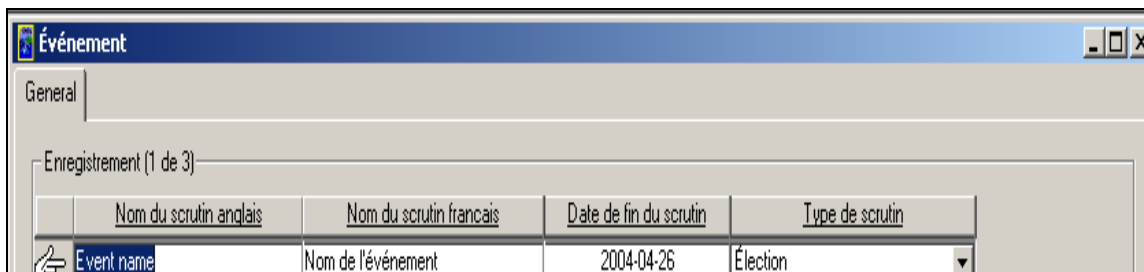 Événement
General
Enregistrement (1 de 3)
Nom du scrutin anglais Nom du scrutin francais Date de fin du scrutin Type de scrutin
Event name Nom de l'événement 2004-04-26 Élection